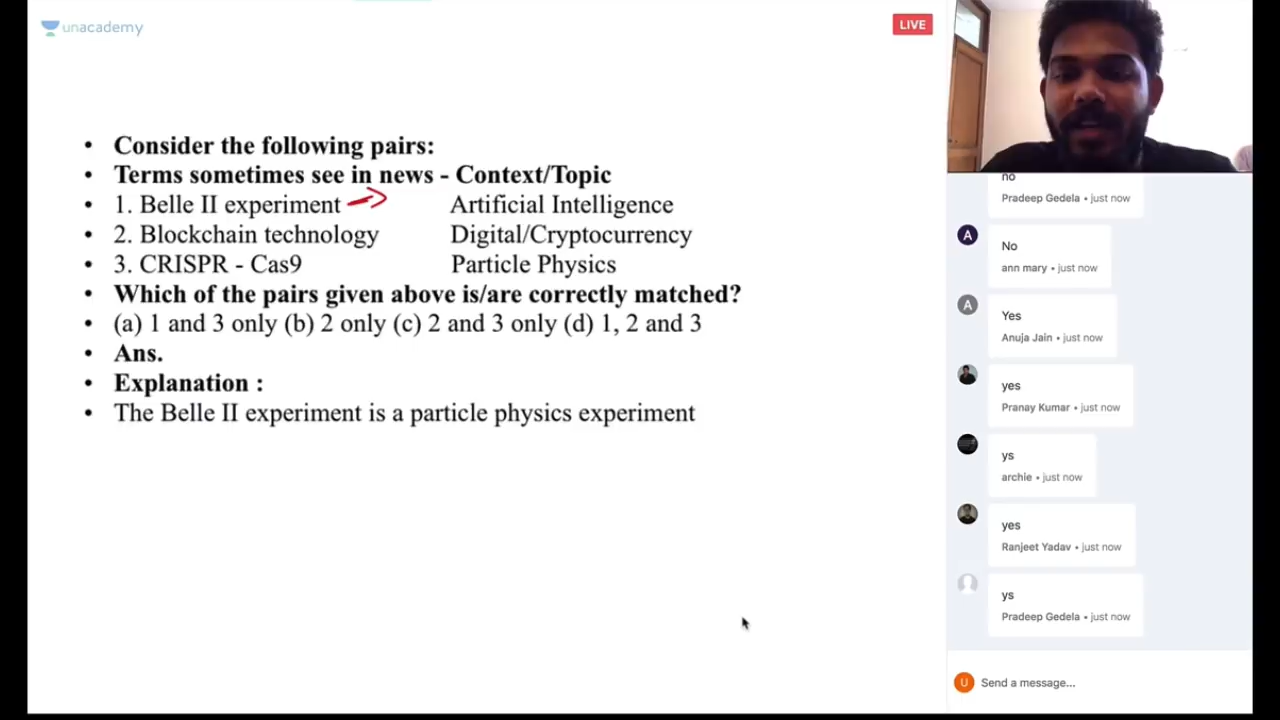 unacademy
LIVE
• Consider the following pairs:
• Terms sometimes see in news - Context/Topic
• 1. Belle II experiment Artificial Intelligence
• 2. Blockchain technology Digital/Cryptocurrency
• 3. CRISPR - Cas9 Particle Physics
• Which of the pairs given above is/are correctly matched?
• (a) 1 and 3 only (b) 2 only (c) 2 and 3 only (d) 1, 2 and 3
• Ans.
• Explanation :
• The Belle II experiment is a particle physics experiment
no
Pradeep Gedela • just now
A
No
ann mary • just now
A
Yes
Anuja Jain • just now
yes
Pranay Kumar • just now
ys
archie • just now
yes
Ranjeet Yadav • just now
ys
Pradeep Gedela • just now
U
Send a message...